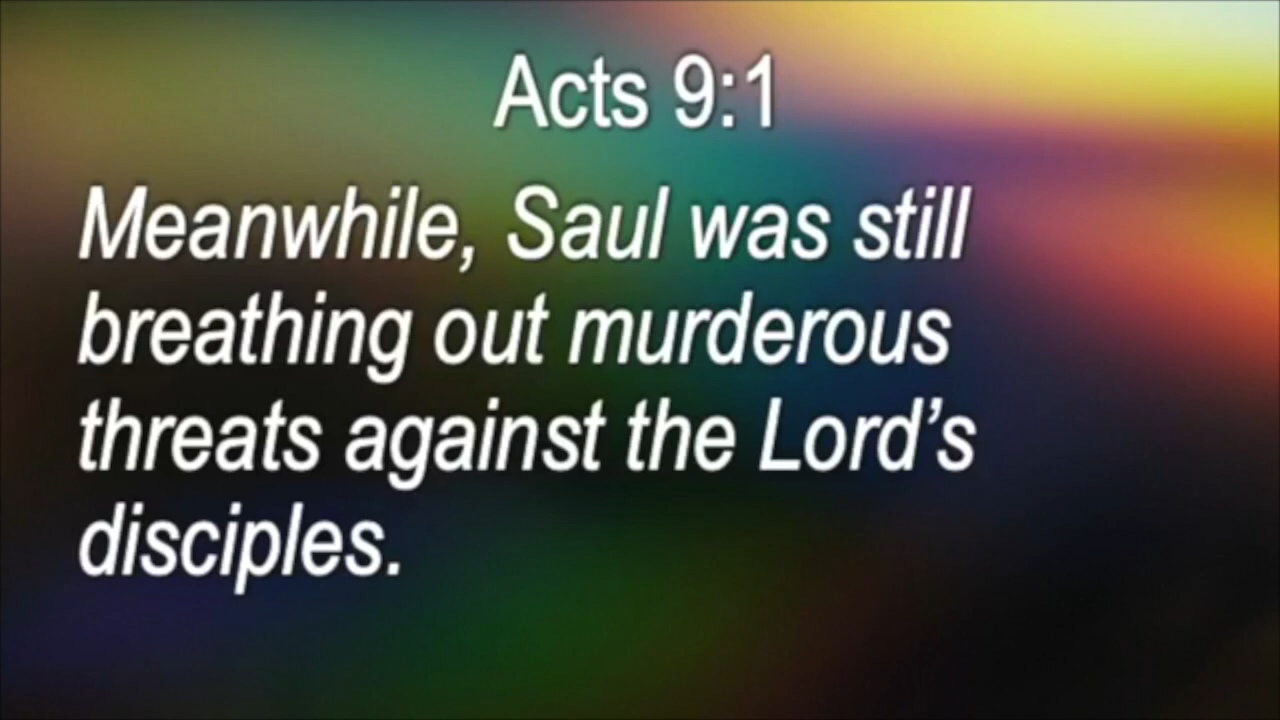 Acts 9:1
Meanwhile, Saul was still
breathing out murderous
threats against the Lord’s
disciples.